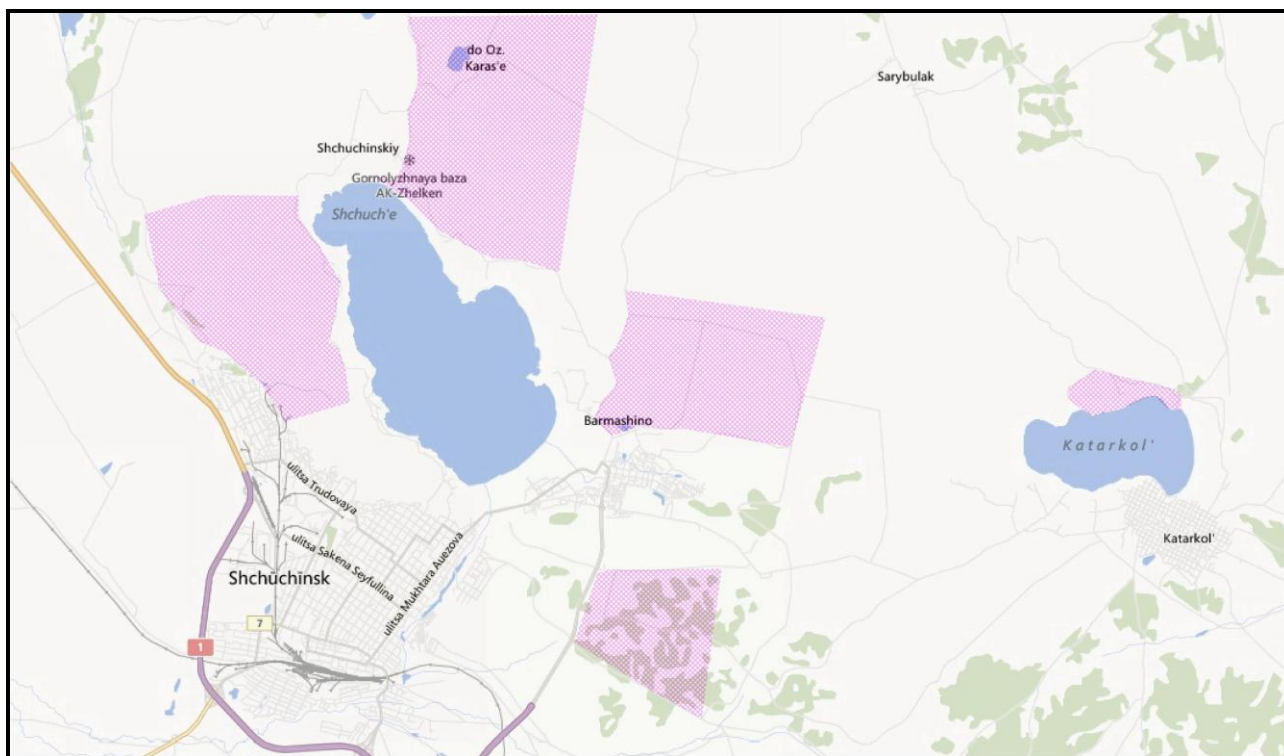 do Oz.
Karas'e
Sarybulak
Shchuchinskiy
Gornolyzhnaya baza
AK-Zhelken
Shchuch'e
Barmashino
Katarkol'
ulitsa Trudovaya
ulitsa Sakena Seyfullina
ulitsa Mukhtara Auezova
Katarkol'
Shchūchīnsk
7
1